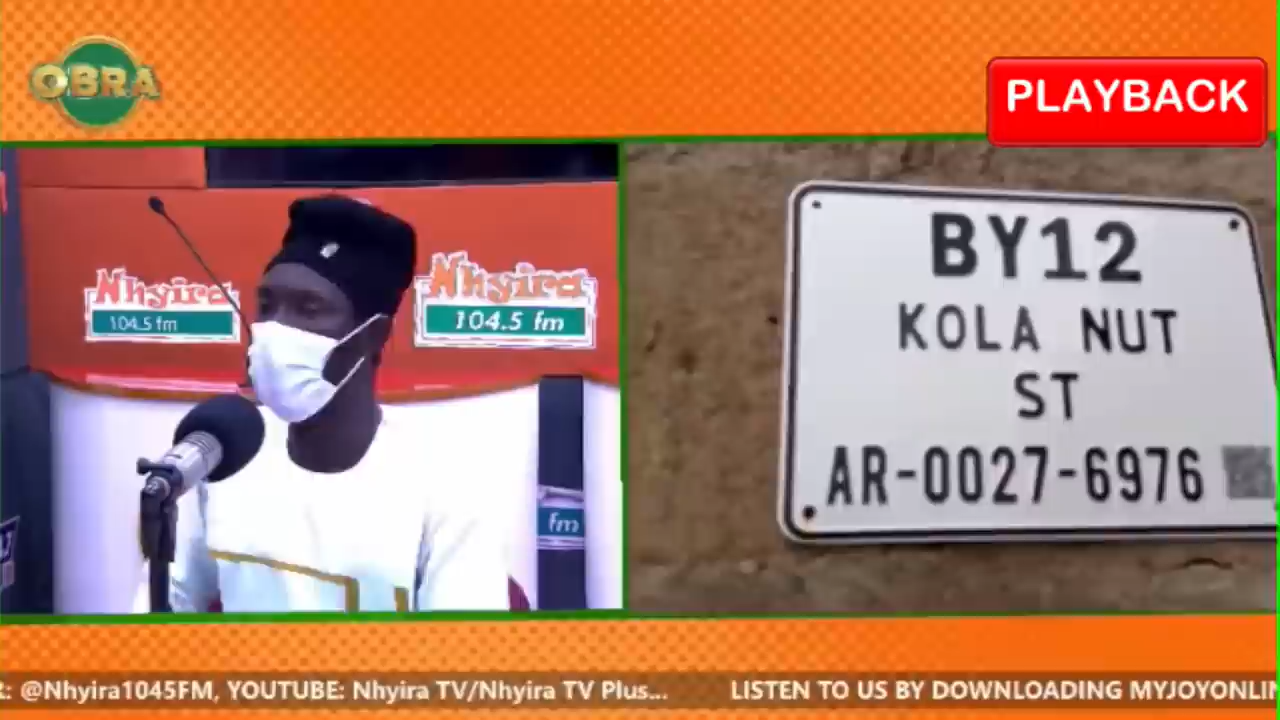 OBRA
PLAYBACK
Nhyira
104.5 fm
Nhyira
104.5 fm
fm
BY12
KOLA NUT
ST
AR-0027-6976
: @Nhyira1045FM, YOUTUBE: Nhyira TV/Nhyira TV Plus... LISTEN TO US BY DOWNLOADING MYJOYONLI